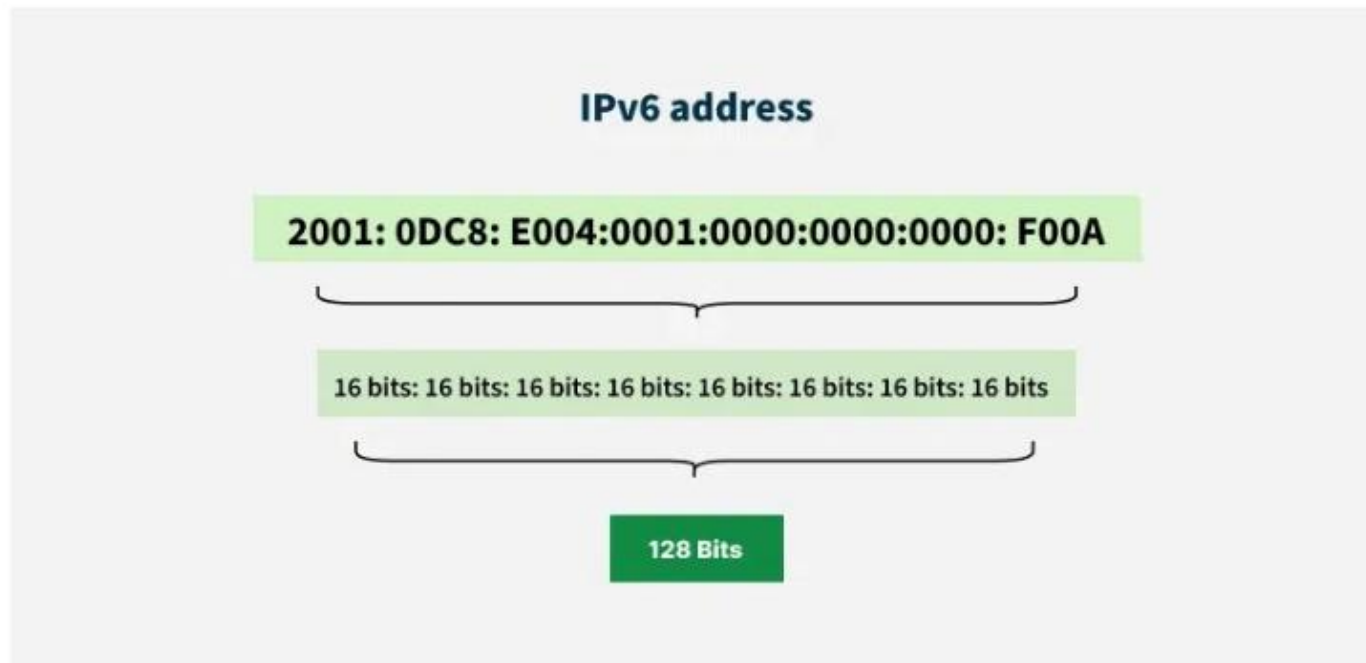 IPv6 address
2001: 0DC8: E004:0001:0000:0000:0000: F00A
16 bits: 16 bits: 16 bits: 16 bits: 16 bits: 16 bits: 16 bits: 16 bits
128 Bits